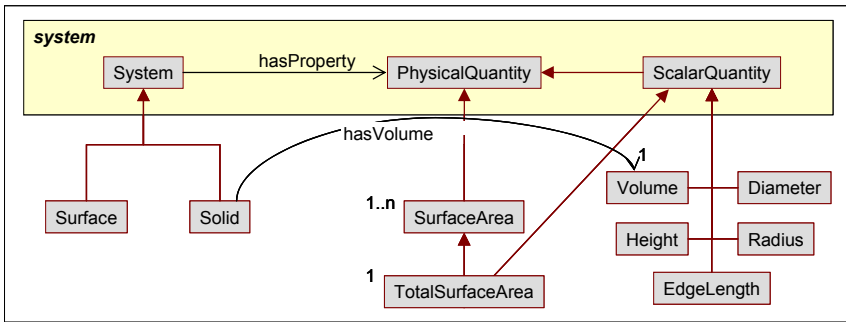 system
hasProperty
System
PhysicalQuantity
ScalarQuantity
hasVolume
1
Volume
Diameter
1..n
Surface
Solid
SurfaceArea
Height
Radius
1
TotalSurfaceArea
EdgeLength